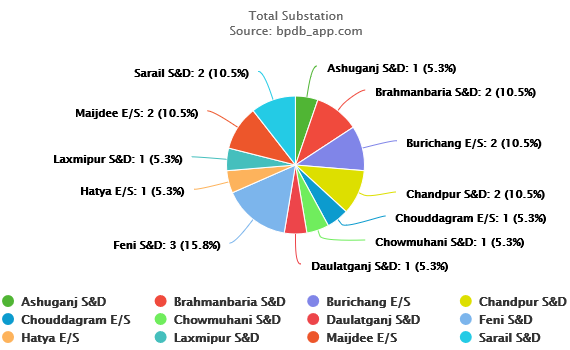 Total Substation
Source: bpdb_app.com
Ashuganj S&D: 1 (5.3%)
Sarail S&D: 2 (10.5%)
Brahmanbaria S&D: 2 (10.5%)
Maijdee E/S: 2 (10.5%)
Burichang E/S: 2 (10.5%)
Laxmipur S&D: 1 (5.3%)
Hatya E/S: 1 (5.3%)
Chandpur S&D: 2 (10.5%)
Chouddagram E/S: 1 (5.3%)
Feni S&D: 3 (15.8%)
Chowmuhani S&D: 1 (5.3%)
Daulatganj S&D: 1 (5.3%)
Ashuganj S&D Brahmanbaria S&D Burichang E/S Chandpur S&D
Chouddagram E/S Chowmuhani S&D Daulatganj S&D Feni S&D
Hatya E/S Laxmipur S&D Maijdee E/S Sarail S&D